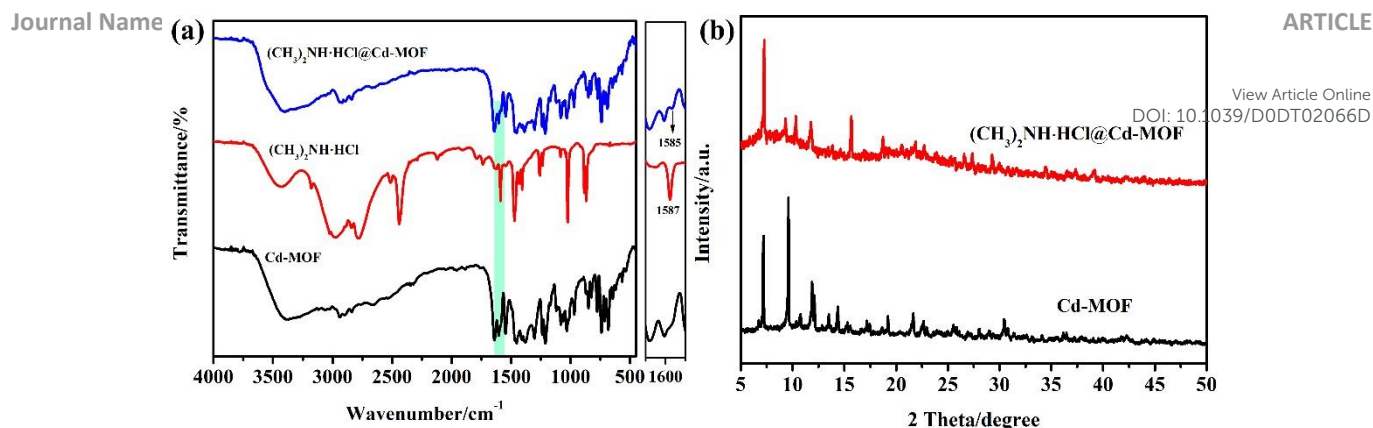 Journal Name
ARTICLE
View Article Online
DOI: 10.1039/D0DT02066D
(a)
(CH3)2NH·HCl@Cd-MOF
(CH3)2NH·HCl
Cd-MOF
Transmittance/%
1585
1587
4000 3500 3000 2500 2000 1500 1000 500
1600
Wavenumber/cm-1
(b)
(CH3)2NH·HCl@Cd-MOF
Cd-MOF
Intensity/a.u.
5 10 15 20 25 30 35 40 45 50
2 Theta/degree